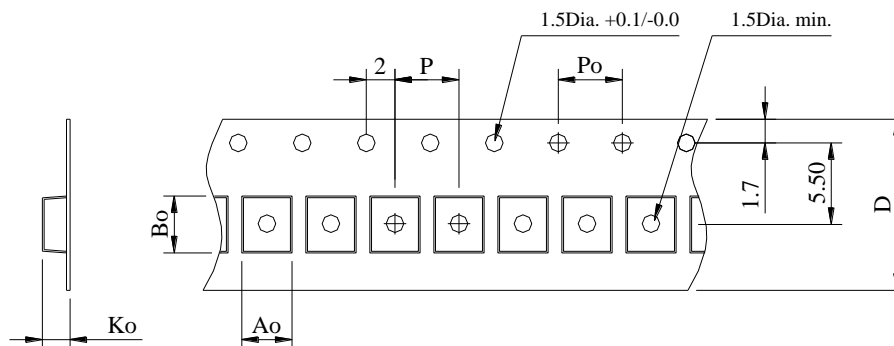 1.5Dia. +0.1/-0.0
1.5Dia. min.
2
P
Po
1.7
5.50
D
Bo
Ko
Ao